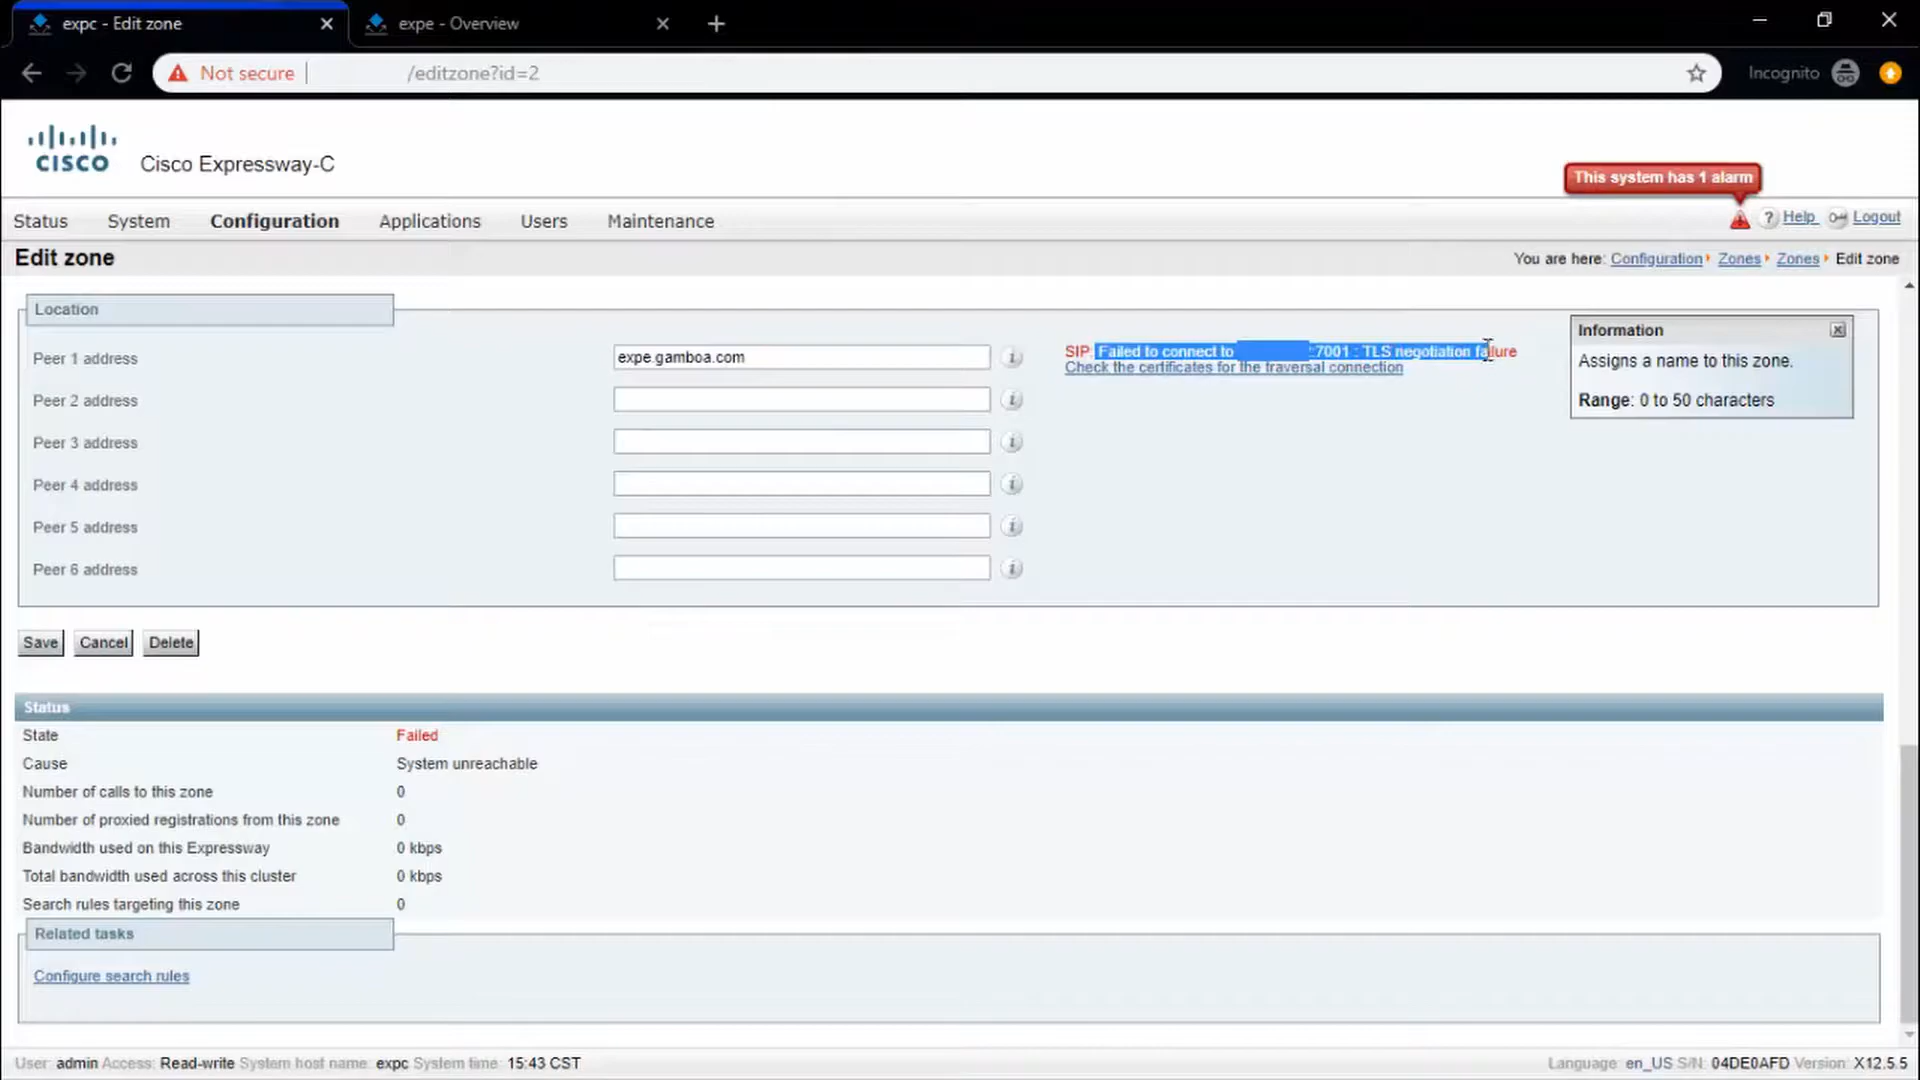 expc - Edit zone
expe - Overview
Not secure
/editzone?id=2
Incognito
CISCO
Cisco Expressway-C
This system has 1 alarm
Status System Configuration Applications Users Maintenance
Help Logout
Edit zone
You are here: Configuration Zones Zones Edit zone
Location
Peer 1 address
expe.gamboa.com
SIP: Failed to connect to :7001 : TLS negotiation failure
Check the certificates for the traversal connection
Information
Assigns a name to this zone.
Range: 0 to 50 characters
Peer 2 address
Peer 3 address
Peer 4 address
Peer 5 address
Peer 6 address
Save Cancel Delete
Status
State Failed
Cause System unreachable
Number of calls to this zone 0
Number of proxied registrations from this zone 0
Bandwidth used on this Expressway 0 kbps
Total bandwidth used across this cluster 0 kbps
Search rules targeting this zone 0
Related tasks
Configure search rules
User: admin Access: Read-write System host name: expc System time: 15:43 CST
Language: en_US S/N: 04DE0AFD Version: X12.5.5